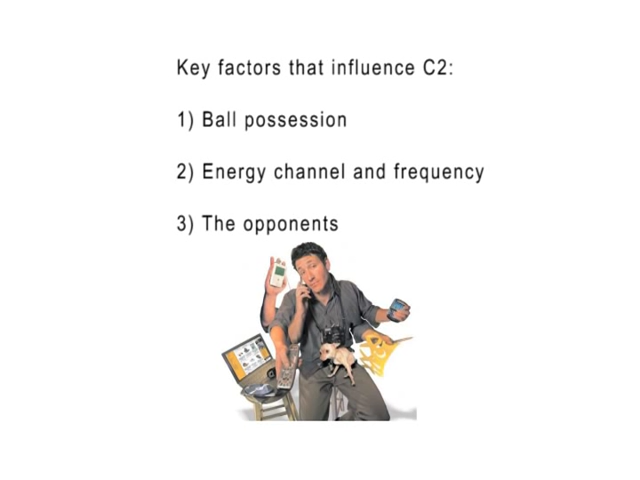 Key factors that influence C2:
1) Ball possession
2) Energy channel and frequency
3) The opponents